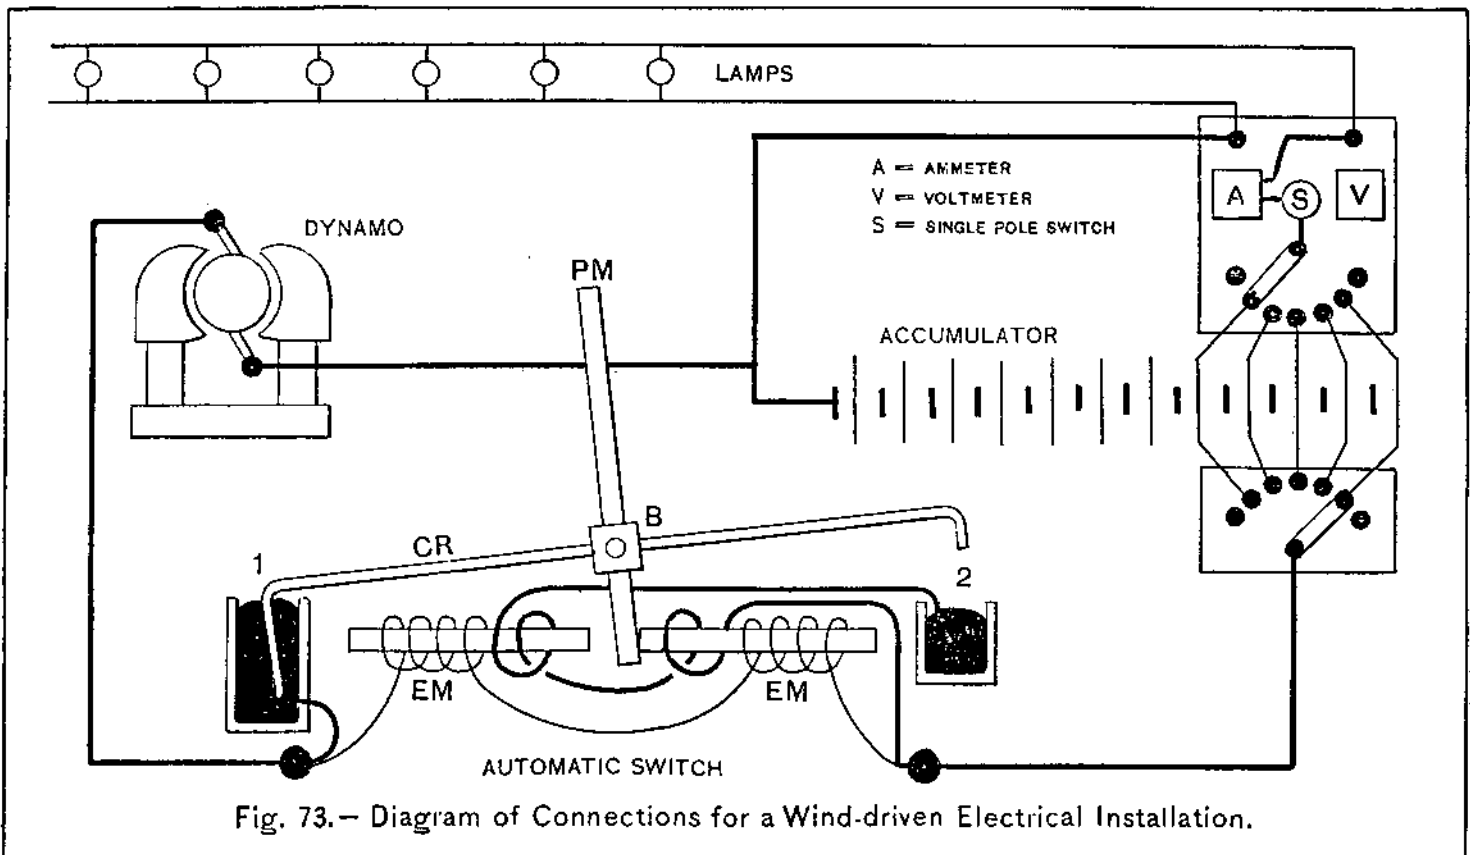 LAMPS
A = AMMETER
V = VOLTMETER
S = SINGLE POLE SWITCH
A
S
V
DYNAMO
PM
ACCUMULATOR
B
CR
1
2
EM
EM
AUTOMATIC SWITCH
Fig. 73.— Diagram of Connections for a Wind-driven Electrical Installation.